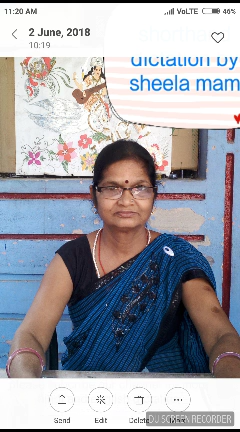 11:20 AM
VoLTE
46%
2 June, 2018
10:19
dictation by
sheela mam
Send
Edit
Delete
DU SCREEN RECORDER